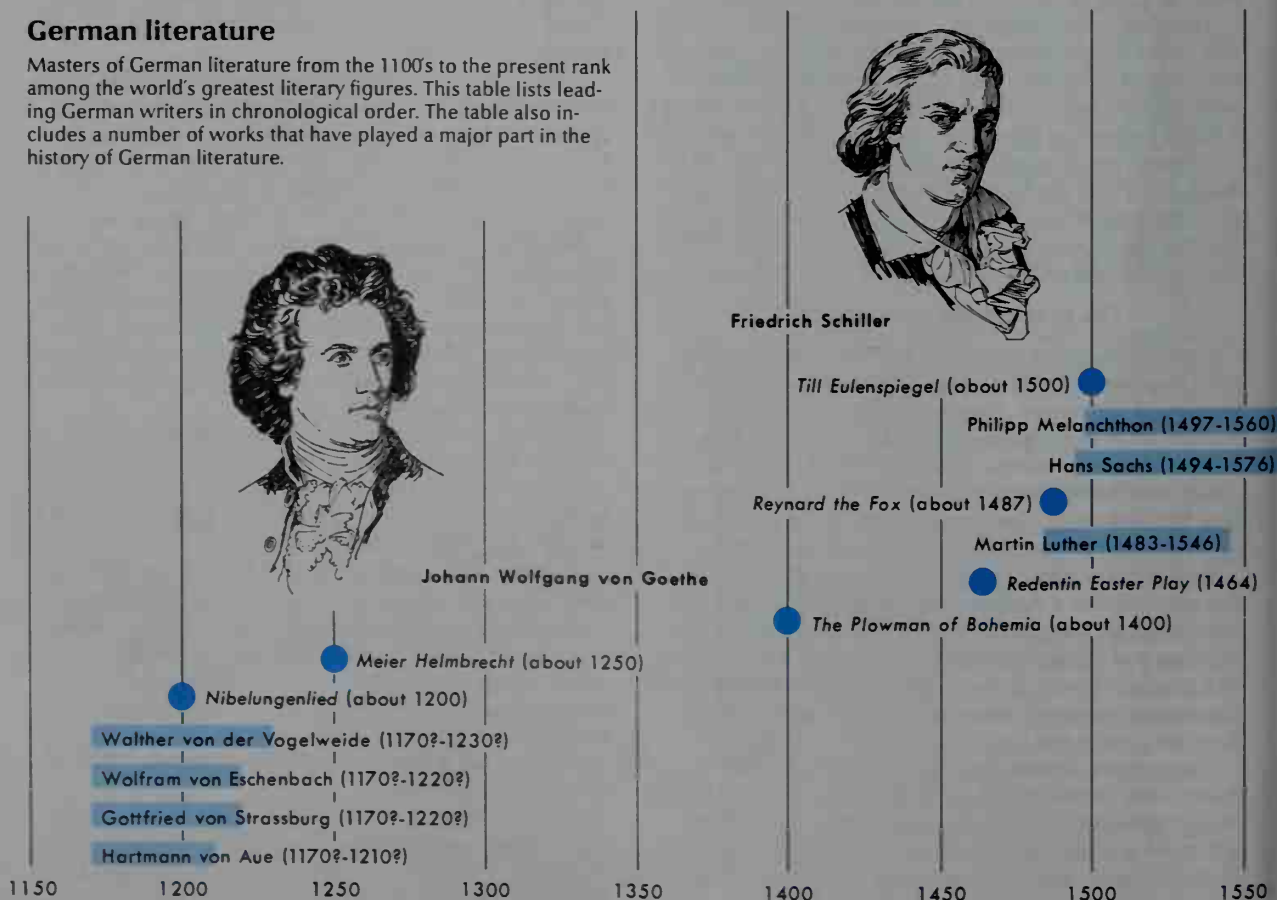 German literature
Masters of German literature from the 1100's to the present rank
among the world's greatest literary figures. This table lists lead-
ing German writers in chronological order. The table also in-
cludes a number of works that have played a major part in the
history of German literature.
Friedrich Schiller
Till Eulenspiegel (about 1500)
Philipp Melanchthon (1497-1560)
Hans Sachs (1494-1576)
Reynard the Fox (about 1487)
Martin Luther (1483-1546)
Johann Wolfgang von Goethe
Redentin Easter Play (1464)
The Plowman of Bohemia (about 1400)
Meier Helmbrecht (about 1250)
Nibelungenlied (about 1200)
Walther von der Vogelweide (1170?-1230?)
Wolfram von Eschenbach (1170?-1220?)
Gottfried von Strassburg (1170?-1220?)
Hartmann von Aue (1170?-1210?)
1150 1200 1250 1300 1350 1400 1450 1500 1550